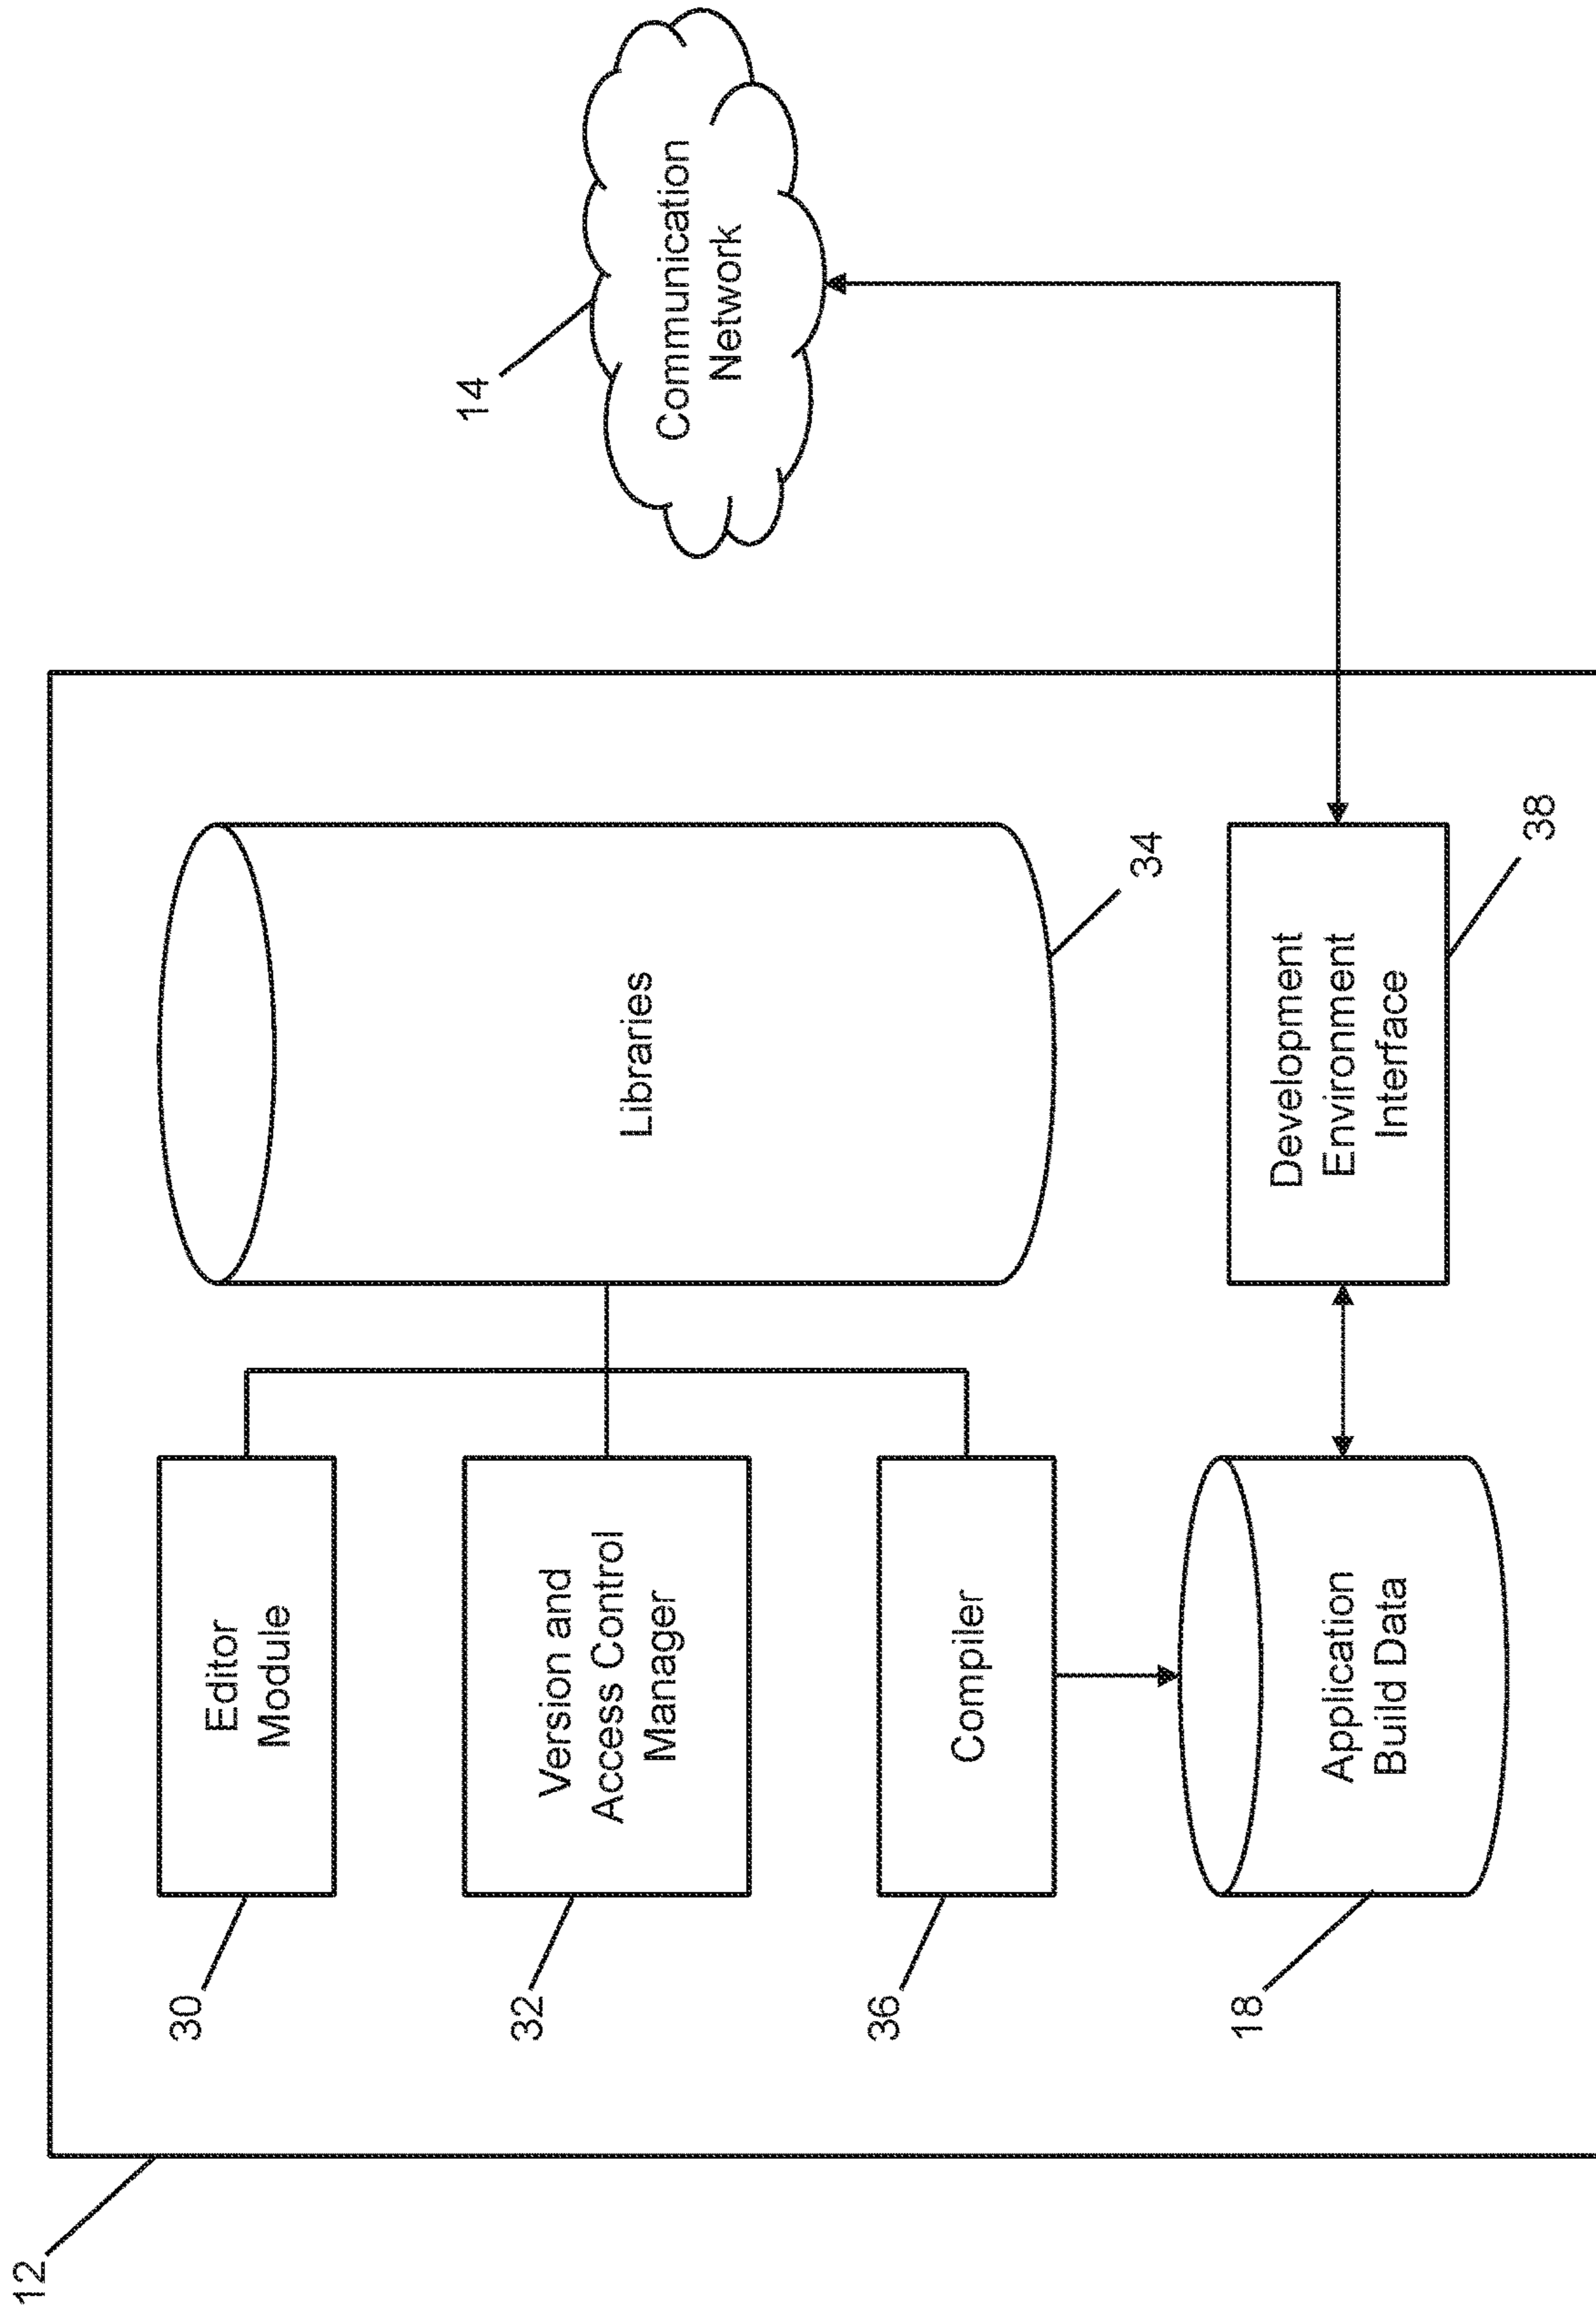 12
30
Editor
Module
32
Version and
Access Control
Manager
36
Compiler
18
Application
Build Data
Libraries
34
Development
Environment
Interface
38
14
Communication
Network